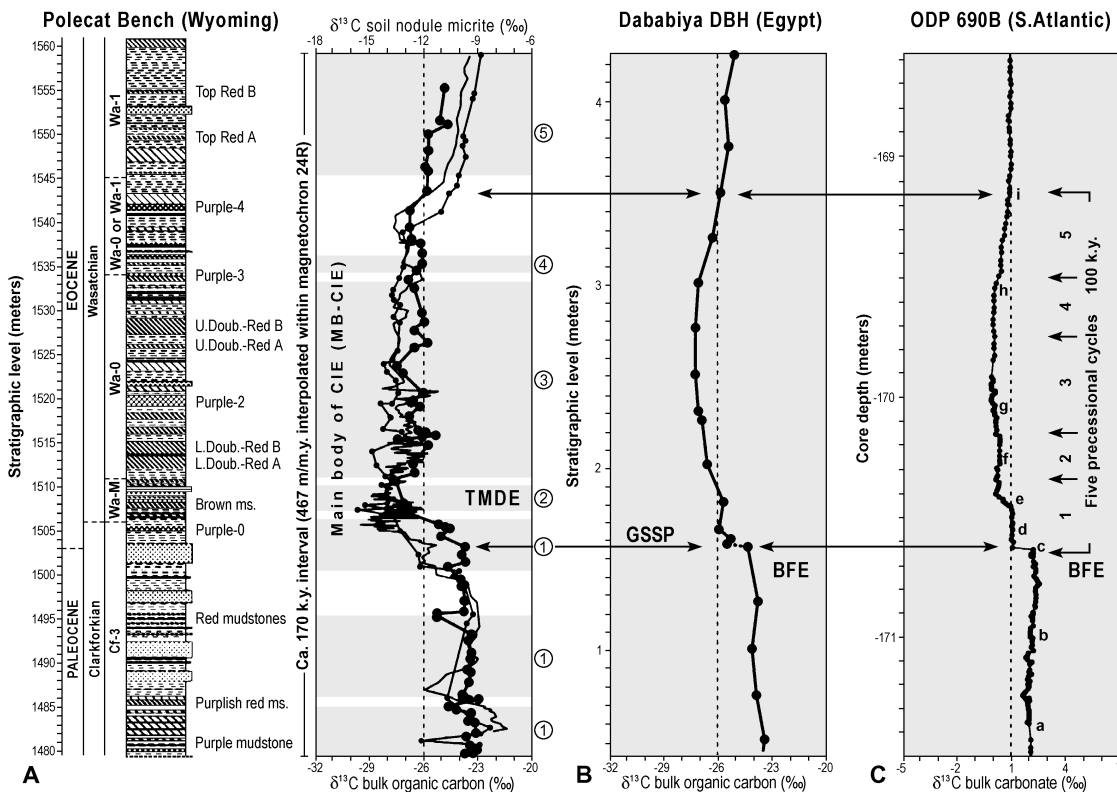 Polecat Bench (Wyoming)
δ13C soil nodule micrite (‰)
-18 -15 -12 -9 -6
Dababiya DBH (Egypt)
ODP 690B (S.Atlantic)
Stratigraphic level (meters)
1560
1555
1550
1545
1540
1535
1530
1525
1520
1515
1510
1505
1500
1495
1490
1485
1480
PALEOCENE
EOCENE
Clarkforkian
Wasatchian
Cf-3
Wa-M
Wa-0
Wa-0 or Wa-1
Wa-1
Top Red B
Top Red A
Purple-4
Purple-3
U.Doub.-Red B
U.Doub.-Red A
Purple-2
L.Doub-Red B
L.Doub-Red A
Brown ms.
Purple-0
Red mudstones
Purplish red ms.
Purple mudstone
Ca. 170 k.y. interval (467 m/m.y. interpolated within magnetochron 24R)
Main body of CIE (MB-CIE)
5
4
3
TMDE 2
1
1
1
-32 -29 -26 -23 -20
δ13C bulk organic carbon (‰)
A
Stratigraphic level (meters)
4
3
2
1
GSSP
BFE
-32 -29 -26 -23 -20
B
δ13C bulk organic carbon (‰)
Core depth (meters)
-169
-170
-171
i
h
g
f
e
d
c
b
a
5
4
3
2
1
Five precessional cycles
100 k.y.
BFE
-5 -2 1 4
C
δ13C bulk carbonate (‰)